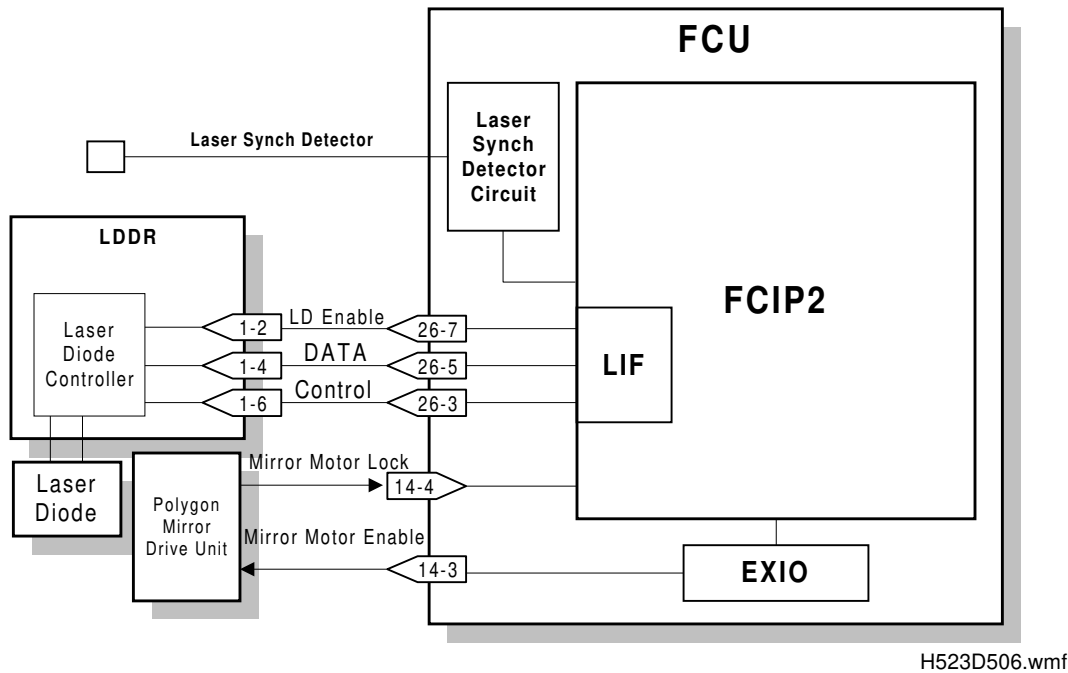 FCU
Laser
Synch
Detector
Circuit
Laser Synch Detector
LDDR
FCIP2
Laser
Diode
Controller
1-2
LD Enable
26-7
1-4
DATA
26-5
1-6
Control
26-3
LIF
Mirror Motor Lock
14-4
Laser
Diode
Polygon
Mirror
Drive Unit
Mirror Motor Enable
14-3
EXIO
H523D506.wmf